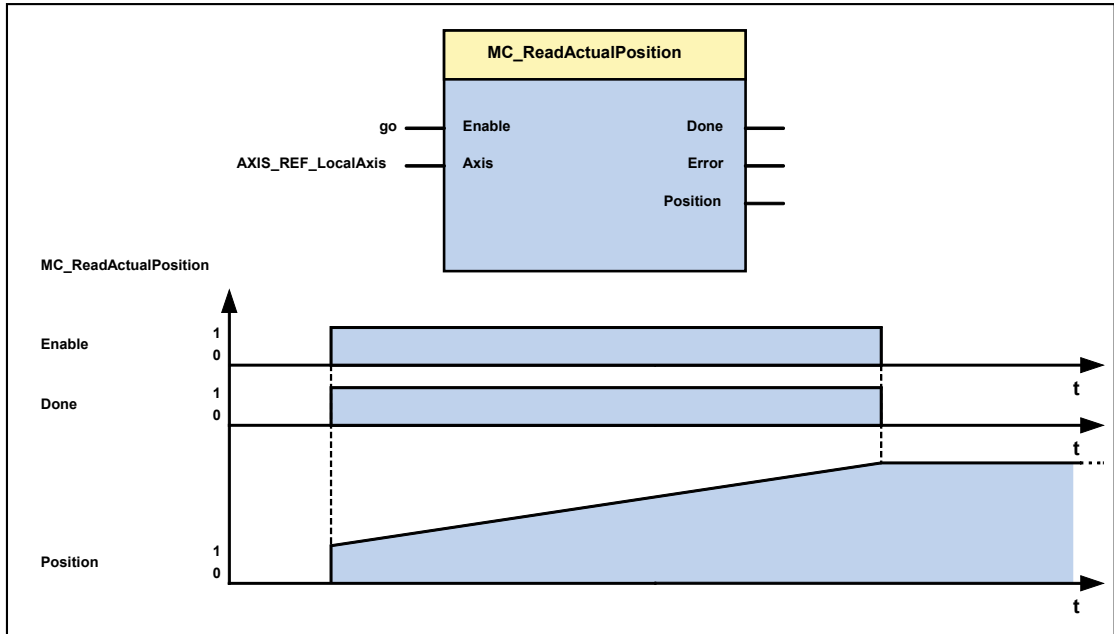 MC_ReadActualPosition
go Enable Done
AXIS_REF_LocalAxis Axis Error
Position
MC_ReadActualPosition
Enable
1
0
t
Done
1
0
t
Position
1
0
t